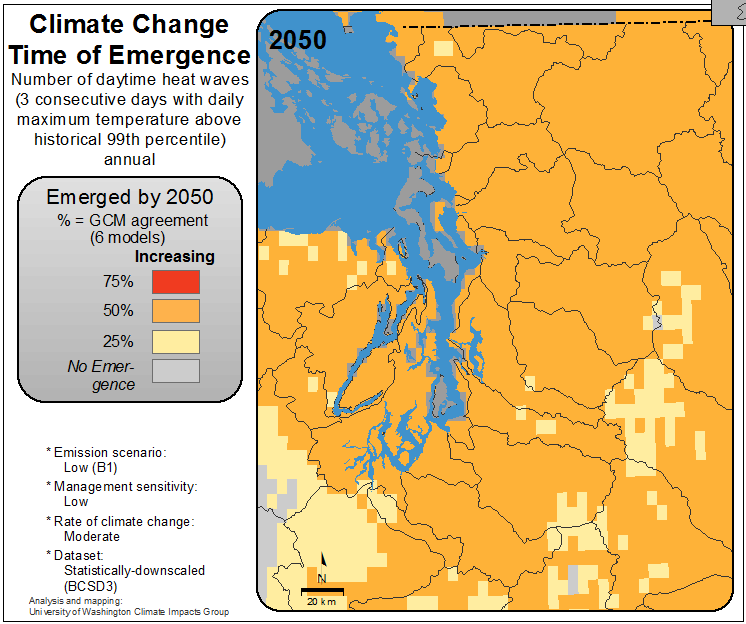 Climate Change
Time of Emergence
Number of daytime heat waves
(3 consecutive days with daily
maximum temperature above
historical 99th percentile)
annual
Emerged by 2050
% = GCM agreement
(6 models)
Increasing
75%
50%
25%
No Emer-
gence
* Emission scenario:
Low (B1)
* Management sensitivity:
Low
* Rate of climate change:
Moderate
* Dataset:
Statistically-downscaled
(BCSD3)
Analysis and mapping:
University of Washington Climate Impacts Group
2050
N
20 km